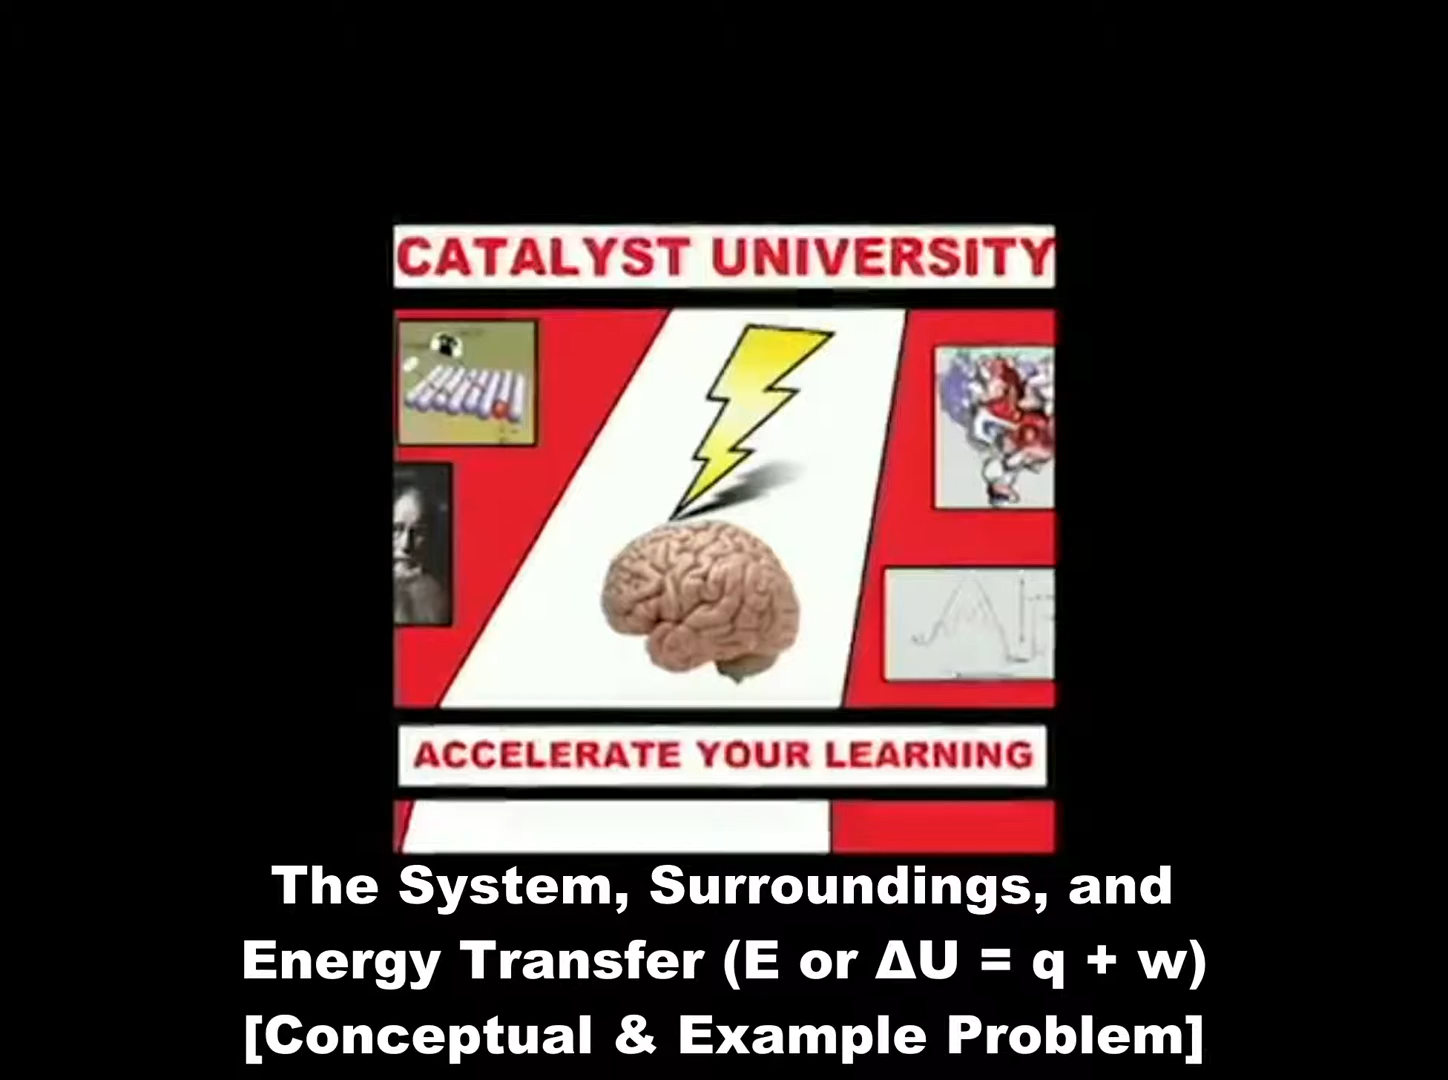 CATALYST UNIVERSITY
ACCELERATE YOUR LEARNING
The System, Surroundings, and
Energy Transfer (E or ΔU = q + w)
[Conceptual & Example Problem]